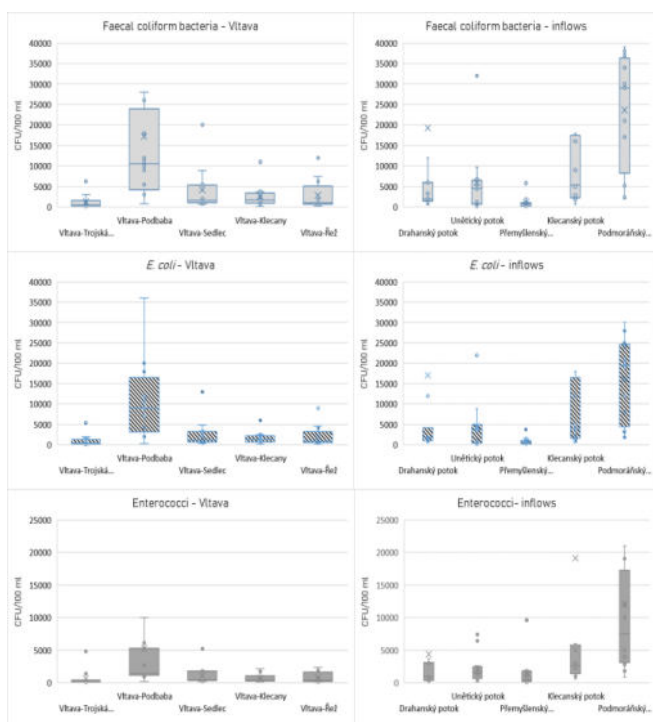 Faecal coliform bacteria - Vltava
CFU/100 ml
40000
35000
30000
25000
20000
15000
10000
5000
0
Vltava-Trojská...
Vltava-Podbaba
Vltava-Sedlec
Vltava-Klecany
Vltava-Řež
Faecal coliform bacteria - inflows
CFU/100 ml
40000
35000
30000
25000
20000
15000
10000
5000
0
Drahanský potok
Unětický potok
Přemyšlenský...
Klecanský potok
Podmoráňský...
E. coli - Vltava
CFU/100 ml
40000
35000
30000
25000
20000
15000
10000
5000
0
Vltava-Trojská...
Vltava-Podbaba
Vltava-Sedlec
Vltava-Klecany
Vltava-Řež
E. coli - inflows
CFU/100 ml
40000
35000
30000
25000
20000
15000
10000
5000
0
Drahanský potok
Unětický potok
Přemyšlenský...
Klecanský potok
Podmoráňský...
Enterococci - Vltava
CFU/100 ml
25000
20000
15000
10000
5000
0
Vltava-Trojská...
Vltava-Podbaba
Vltava-Sedlec
Vltava-Klecany
Vltava-Řež
Enterococci- inflows
CFU/100 ml
25000
20000
15000
10000
5000
0
Drahanský potok
Unětický potok
Přemyšlenský...
Klecanský potok
Podmoráňský...